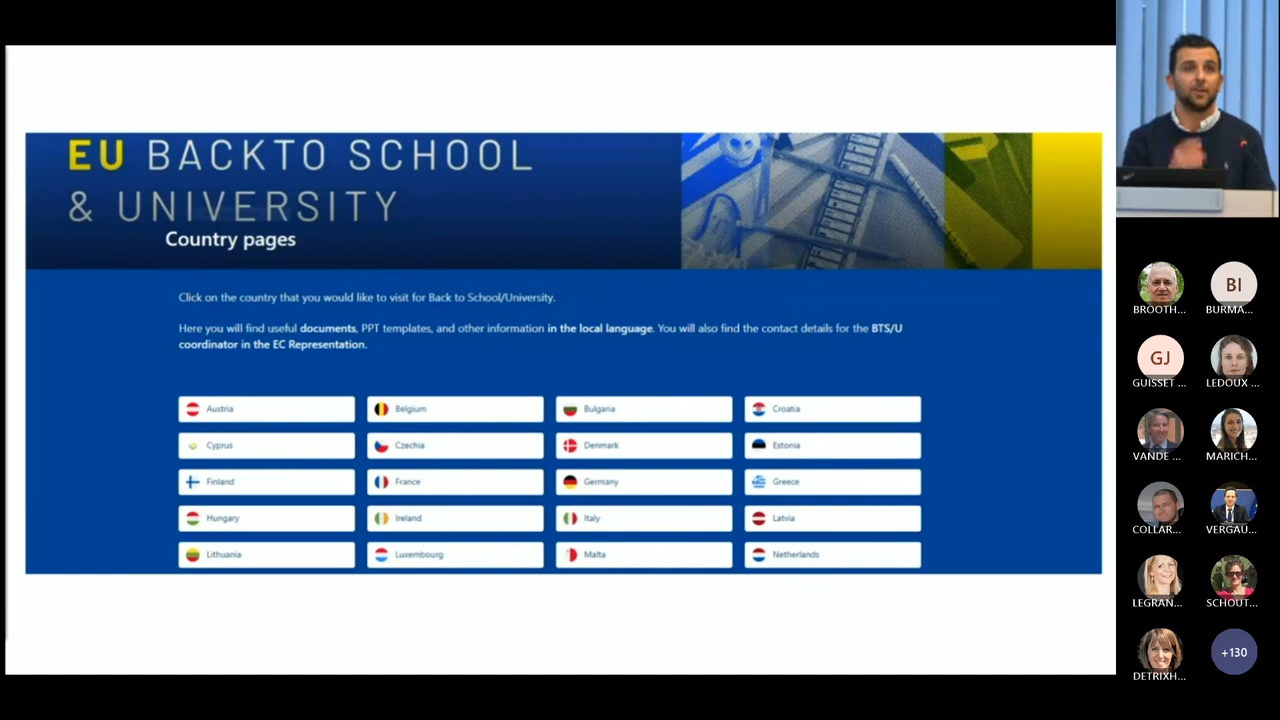 EU BACKTO SCHOOL
& UNIVERSITY
Country pages
Click on the country that you would like to visit for Back to School/University.
Here you will find useful documents, PPT templates, and other information in the local language. You will also find the contact details for the BTS/U
coordinator in the EC Representation.
Austria
Belgium
Bulgaria
Croatia
Cyprus
Czechia
Denmark
Estonia
Finland
France
Germany
Greece
Hungary
Ireland
Italy
Latvia
Lithuania
Luxembourg
Malta
Netherlands
BROOTH...
BI
BURMA...
GJ
GUISSET ...
LEDOUX ...
VANDE ...
MARICH...
COLLAR...
VERGAU...
LEGRAN...
SCHOUT...
DETRIXH...
+130